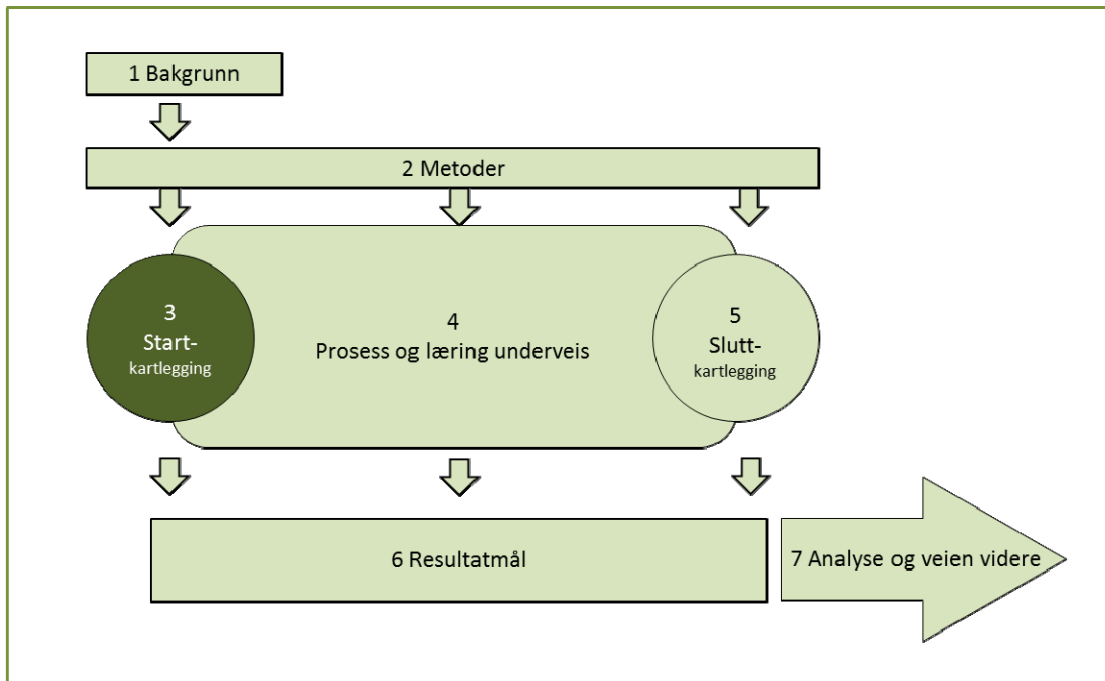 1 Bakgrunn
2 Metoder
3
Start-
kartlegging
4
Prosess og læring underveis
5
Slutt-
kartlegging
6 Resultatmål
7 Analyse og veien videre